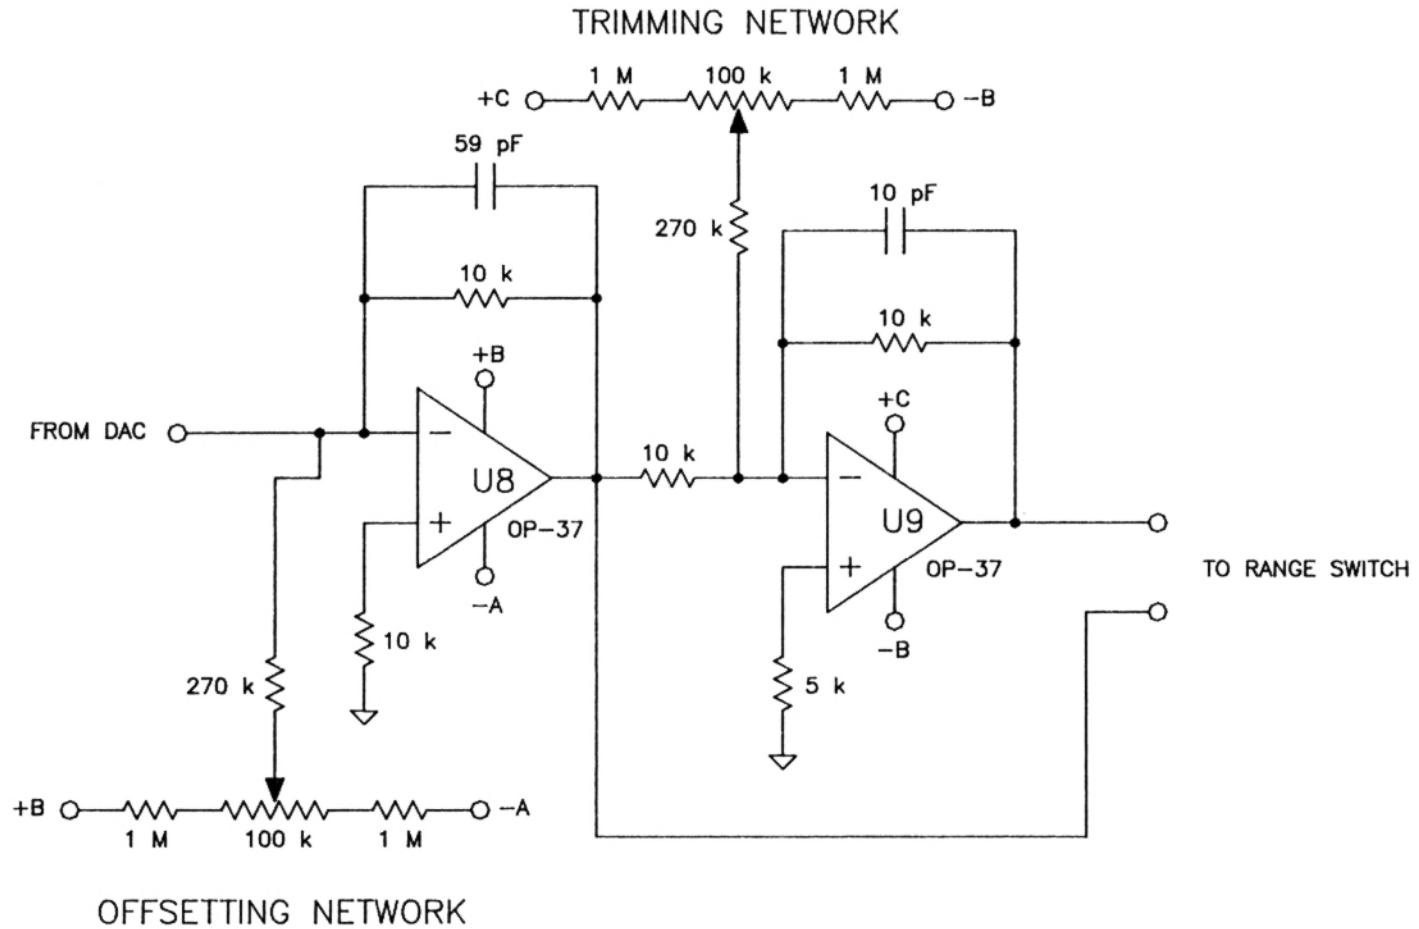 TRIMMING NETWORK
1 M 100 k 1 M
+C -B
59 pF
10 pF
270 k
10 k
10 k
+B
+C
FROM DAC
-
U8
+
OP-37
-A
10 k
-
U9
+
OP-37
-B
TO RANGE SWITCH
10 k
5 k
270 k
+B -A
1 M 100 k 1 M
OFFSETTING NETWORK